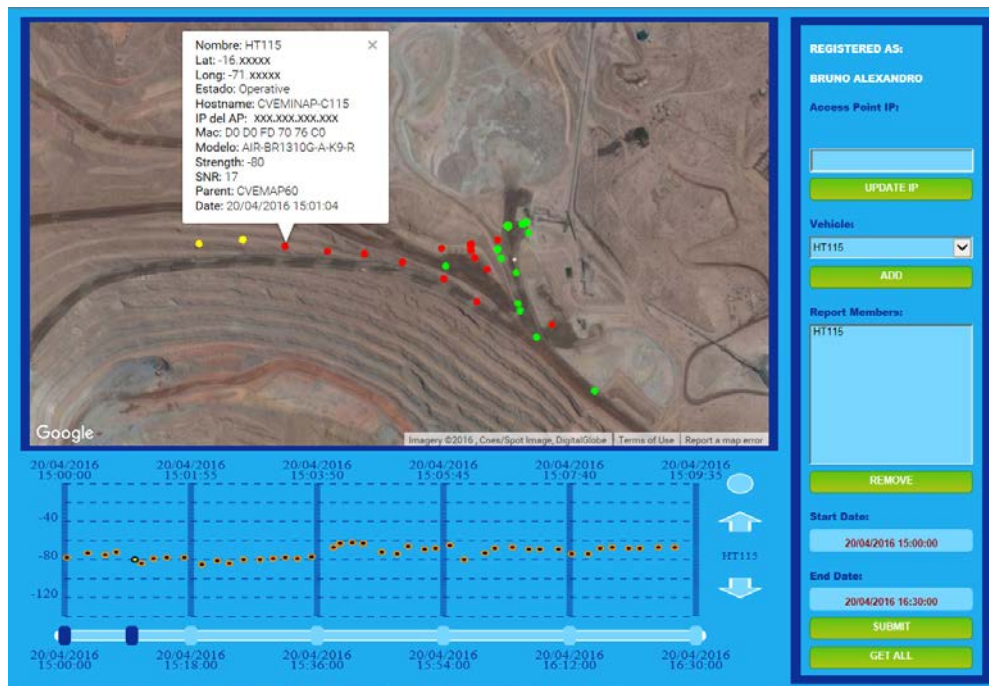 Nombre: HT115
Lat: -16.xxxxx
Long: -71.xxxxx
Estado: Operative
Hostname: CVEMINAP-C115
IP del AP: xxx.xxx.xxx.xxx
Mac: D0 D0 FD 70 76 C0
Modelo: AIR-BR1310G-A-K9-R
Strength: -80
SNR: 17
Parent: CVEMAP60
Date: 20/04/2016 15:01:04
Google
Imagery ©2016 , Cnes/Spot Image, DigitalGlobe Terms of Use Report a map error
20/04/2016 20/04/2016 20/04/2016 20/04/2016 20/04/2016 20/04/2016
15:00:00 15:01:55 15:03:50 15:05:45 15:07:40 15:09:35
-40
-80
-120
HT115
20/04/2016 20/04/2016 20/04/2016 20/04/2016 20/04/2016 20/04/2016
15:00:00 15:18:00 15:36:00 15:54:00 16:12:00 16:30:00
REGISTERED AS:
BRUNO ALEXANDRO
Access Point IP:
UPDATE IP
Vehicle:
HT115
ADD
Report Members:
HT115
REMOVE
Start Date:
20/04/2016 15:00:00
End Date:
20/04/2016 16:30:00
SUBMIT
GET ALL